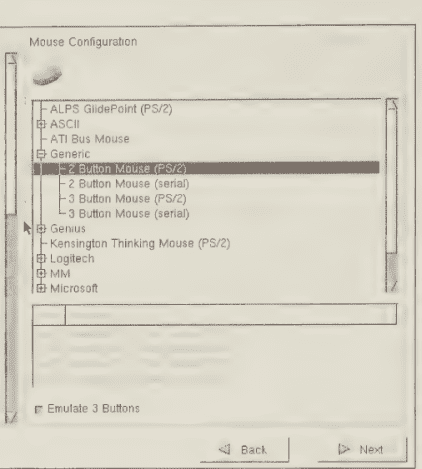 Mouse Configuration
ALPS GlidePoint (PS/2)
ASCII
ATI Bus Mouse
Generic
2 Button Mouse (PS/2)
2 Button Mouse (serial)
3 Button Mouse (PS/2)
3 Button Mouse (serial)
Genius
Kensington Thinking Mouse (PS/2)
Logitech
MM
Microsoft
Emulate 3 Buttons
Back
Next